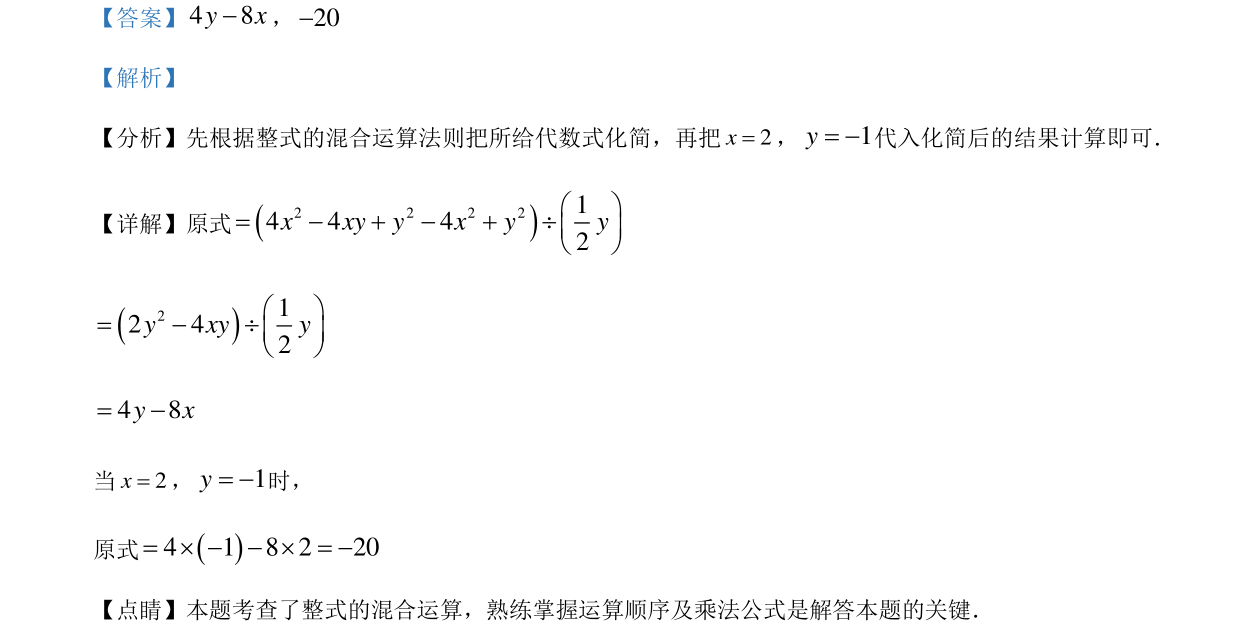 【答案】4y－8x，－20
【解析】
【分析】先根据整式的混合运算法则把所给代数式化简，再把 x = 2， y = −1代入化简后的结果计算即可．
【详解】原式 = (4x² − 4xy + y² − 4x² + y²) ÷ (1/2 y)
= (2y² − 4xy) ÷ (1/2 y)
= 4y − 8x
当 x = 2， y = −1时，
原式 = 4×(−1) − 8×2 = −20
【点睛】本题考查了整式的混合运算，熟练掌握运算顺序及乘法公式是解答本题的关键．